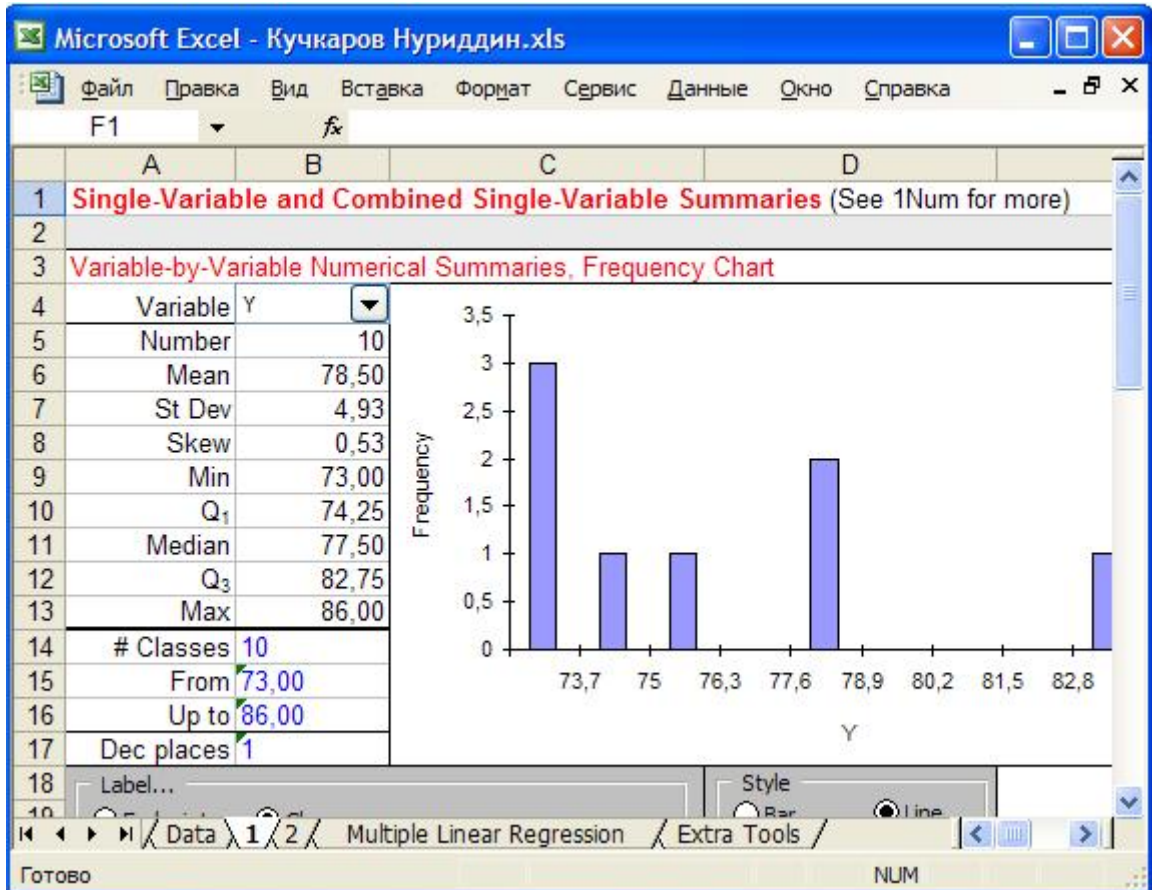 Microsoft Excel - Кучкаров Нуриддин.xls
Файл Правка Вид Вставка Формат Сервис Данные Окно Справка
F1 fx
A B C D
1 Single-Variable and Combined Single-Variable Summaries (See 1Num for more)
2
3 Variable-by-Variable Numerical Summaries, Frequency Chart
4 Variable Y
5 Number 10
6 Mean 78,50
7 St Dev 4,93
8 Skew 0,53
9 Min 73,00
10 Q₁ 74,25
11 Median 77,50
12 Q₃ 82,75
13 Max 86,00
14 # Classes 10
15 From 73,00
16 Up to 86,00
17 Dec places 1
3,5
3
2,5
2
1,5
1
0,5
0
Frequency
73,7 75 76,3 77,6 78,9 80,2 81,5 82,8
Y
18 Label... Style
Line
Data 1 2 Multiple Linear Regression Extra Tools
Готово NUM